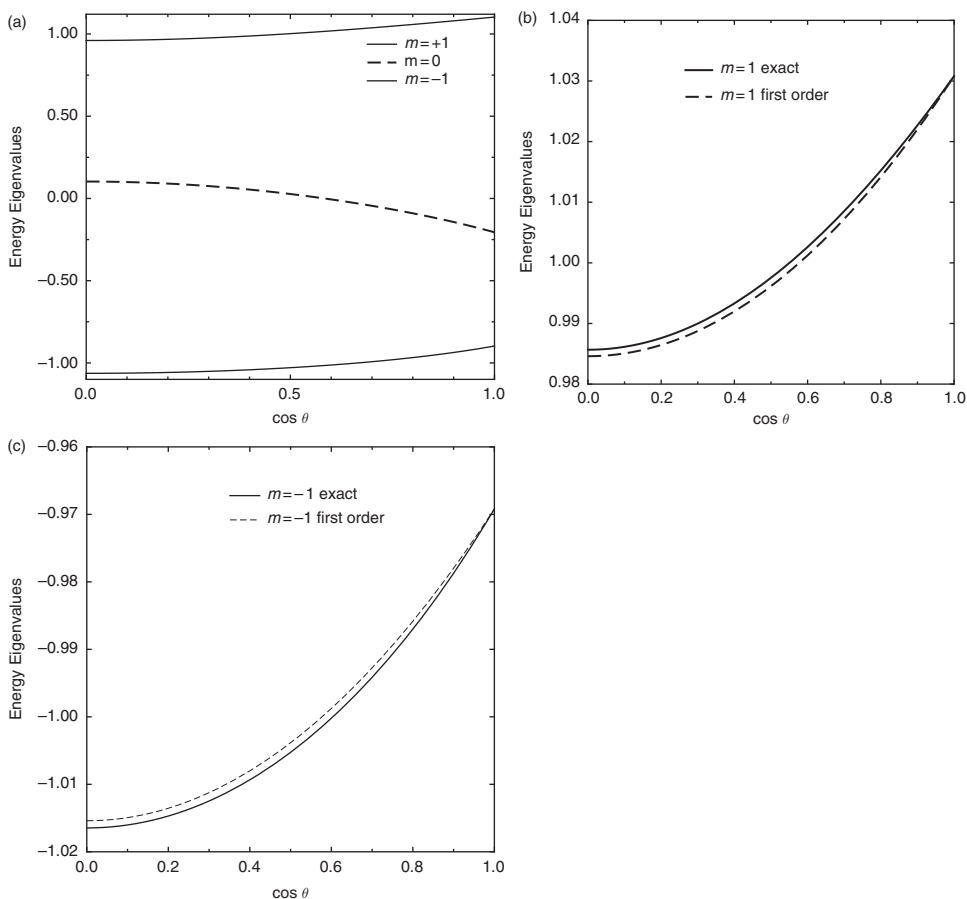 (a)
1.00
0.50
0.00
−0.50
−1.00
Energy Eigenvalues
m=+1
m=0
m=−1
0.0
0.5
1.0
cos θ
(b)
1.04
1.03
1.02
1.01
1.00
0.99
0.98
Energy Eigenvalues
m=1 exact
m=1 first order
0.0
0.2
0.4
0.6
0.8
1.0
cos θ
(c)
−0.96
−0.97
−0.98
−0.99
−1.00
−1.01
−1.02
Energy Eigenvalues
m=−1 exact
m=−1 first order
0.0
0.2
0.4
0.6
0.8
1.0
cos θ